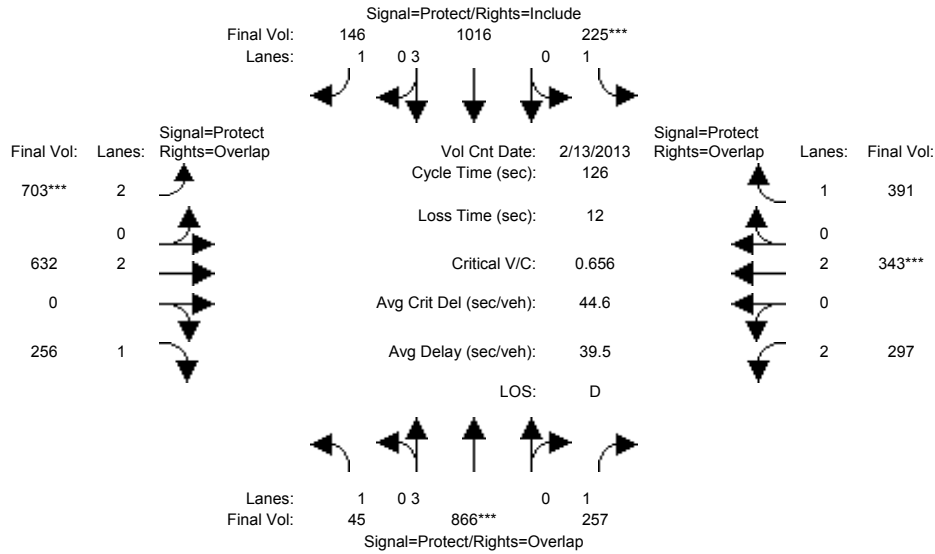 Signal=Protect/Rights=Include
Final Vol: 146 1016 225***
Lanes: 1 0 3 0 1
Signal=Protect Signal=Protect
Final Vol: Lanes: Rights=Overlap Vol Cnt Date: 2/13/2013 Rights=Overlap Lanes: Final Vol:
Cycle Time (sec): 126
703*** 2 1 391
Loss Time (sec): 12
0 0
632 2 Critical V/C: 0.656 2 343***
0 Avg Crit Del (sec/veh): 44.6 0
256 1 Avg Delay (sec/veh): 39.5 2 297
LOS: D
Lanes: 1 0 3 0 1
Final Vol: 45 866*** 257
Signal=Protect/Rights=Overlap